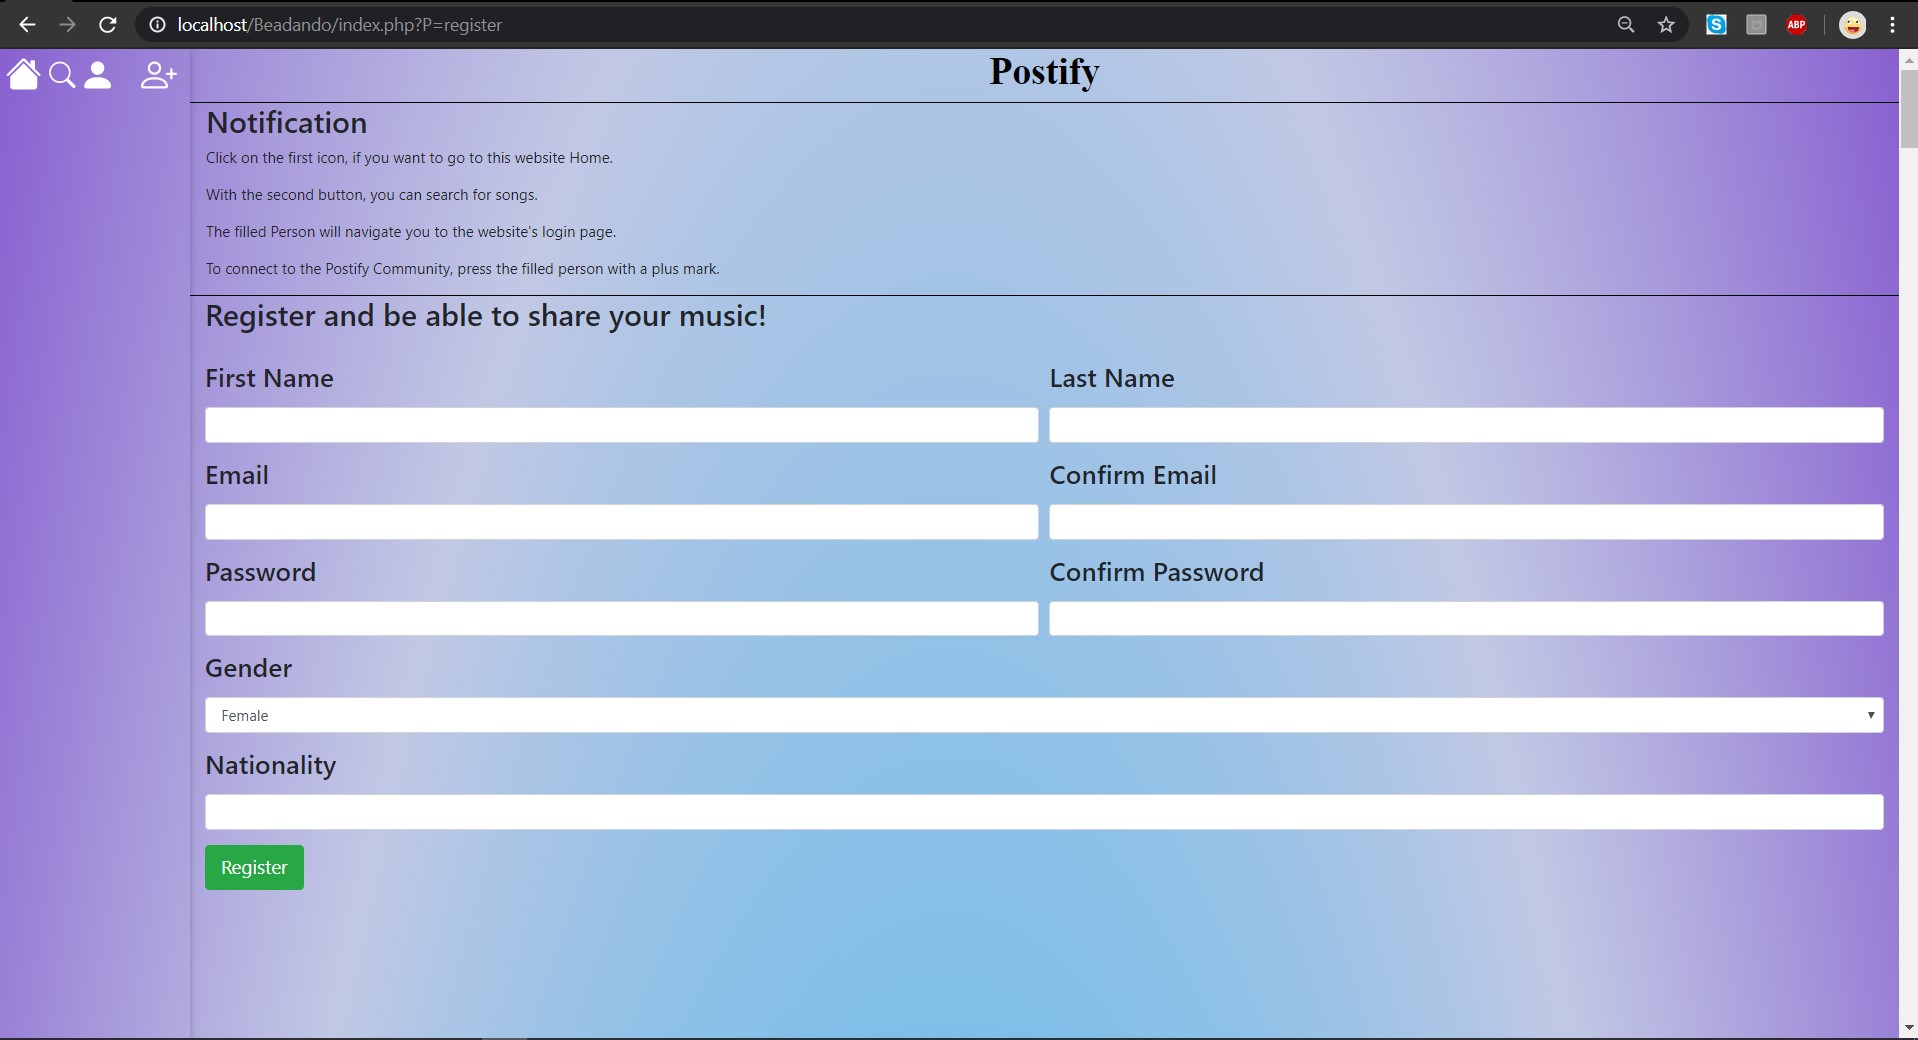 localhost/Beadando/index.php?P=register
S
ABP
Postify
Notification
Click on the first icon, if you want to go to this website Home.
With the second button, you can search for songs.
The filled Person will navigate you to the website's login page.
To connect to the Postify Community, press the filled person with a plus mark.
Register and be able to share your music!
First Name
Last Name
Email
Confirm Email
Password
Confirm Password
Gender
Female
Nationality
Register